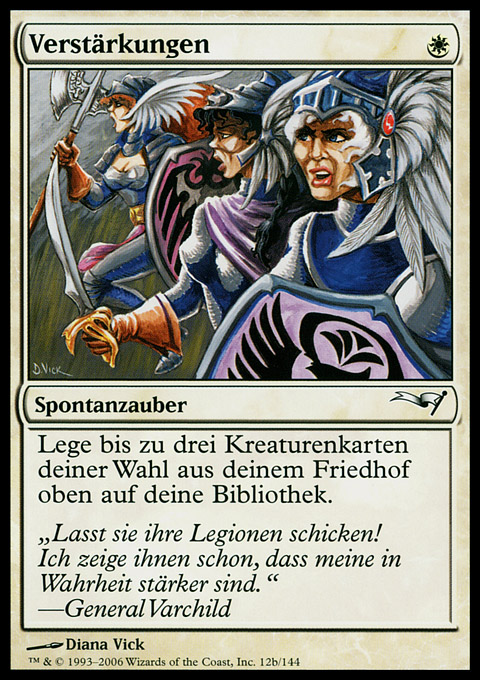 Verstärkungen
D. Vick
Spontanzauber
Lege bis zu drei Kreaturenkarten
deiner Wahl aus deinem Friedhof
oben auf deine Bibliothek.
„Lasst sie ihre Legionen schicken!
Ich zeige ihnen schon, dass meine in
Wahrheit stärker sind.“
—General Varchild
Diana Vick
™ & © 1993–2006 Wizards of the Coast, Inc. 12b/144